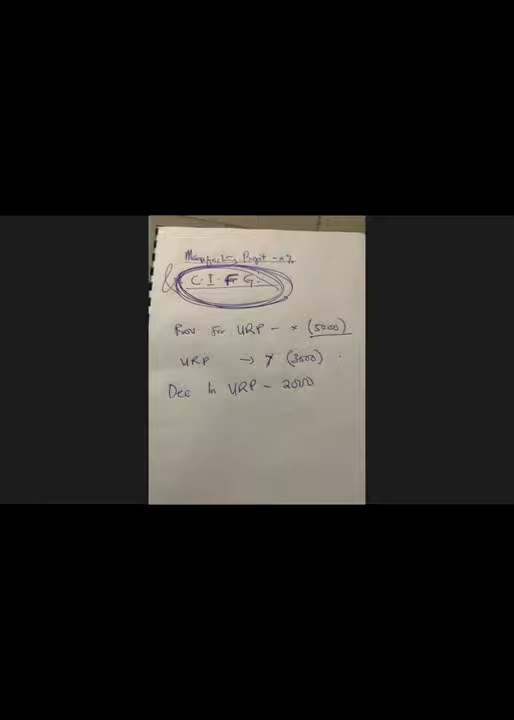 Manufacturing Profit - x%
& C.I.F.G.
Prov. For URP - * (5000)
URP → * (3000)
Dec In URP - 2000